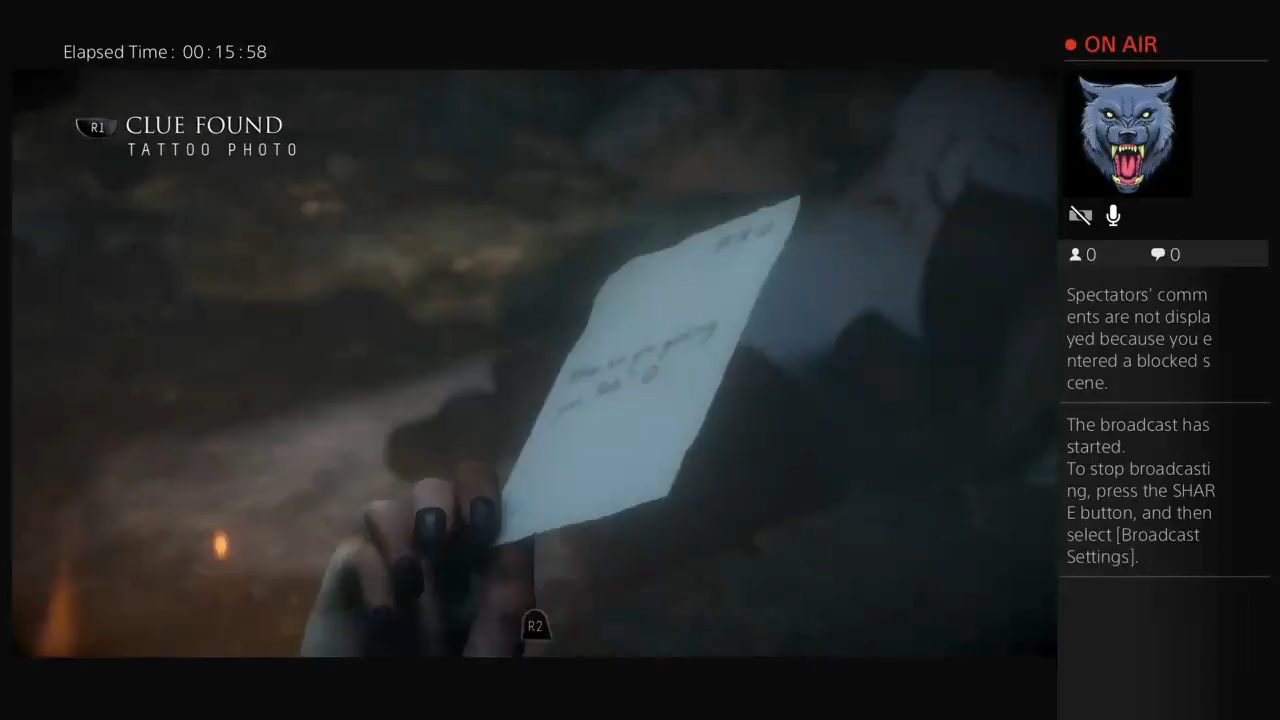 Elapsed Time: 00:15:58
ON AIR
R1 CLUE FOUND
TATTOO PHOTO
0 0
Spectators' comm
ents are not displa
yed because you e
ntered a blocked s
cene.
The broadcast has
started.
To stop broadcasti
ng, press the SHAR
E button, and then
select [Broadcast
Settings].
R2